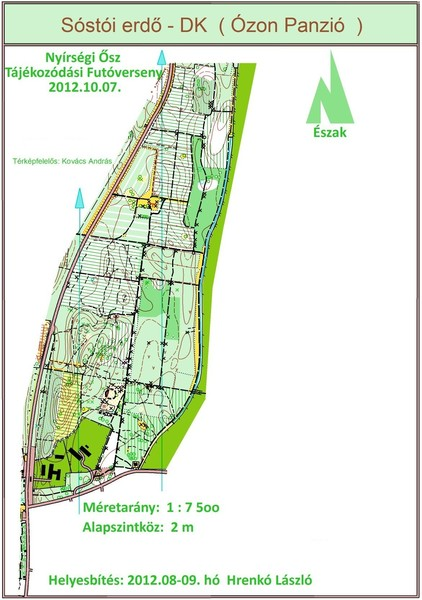 Sóstói erdő - DK ( Ózon Panzió )
Nyírségi Ősz
Tájékozódási Futóverseny
2012.10.07.
Észak
Térképfelelős: Kovács András
Méretarány: 1 : 7 5oo
Alapszintköz: 2 m
Helyesbítés: 2012.08-09. hó Hrenkó László